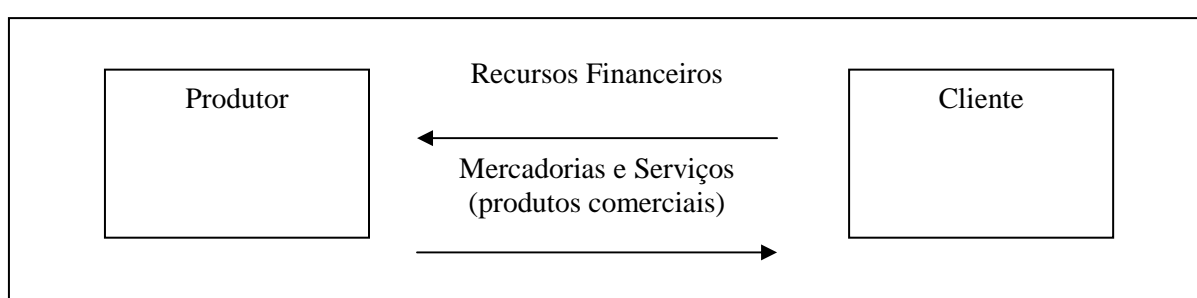 Produtor
Recursos Financeiros
Cliente
Mercadorias e Serviços
(produtos comerciais)